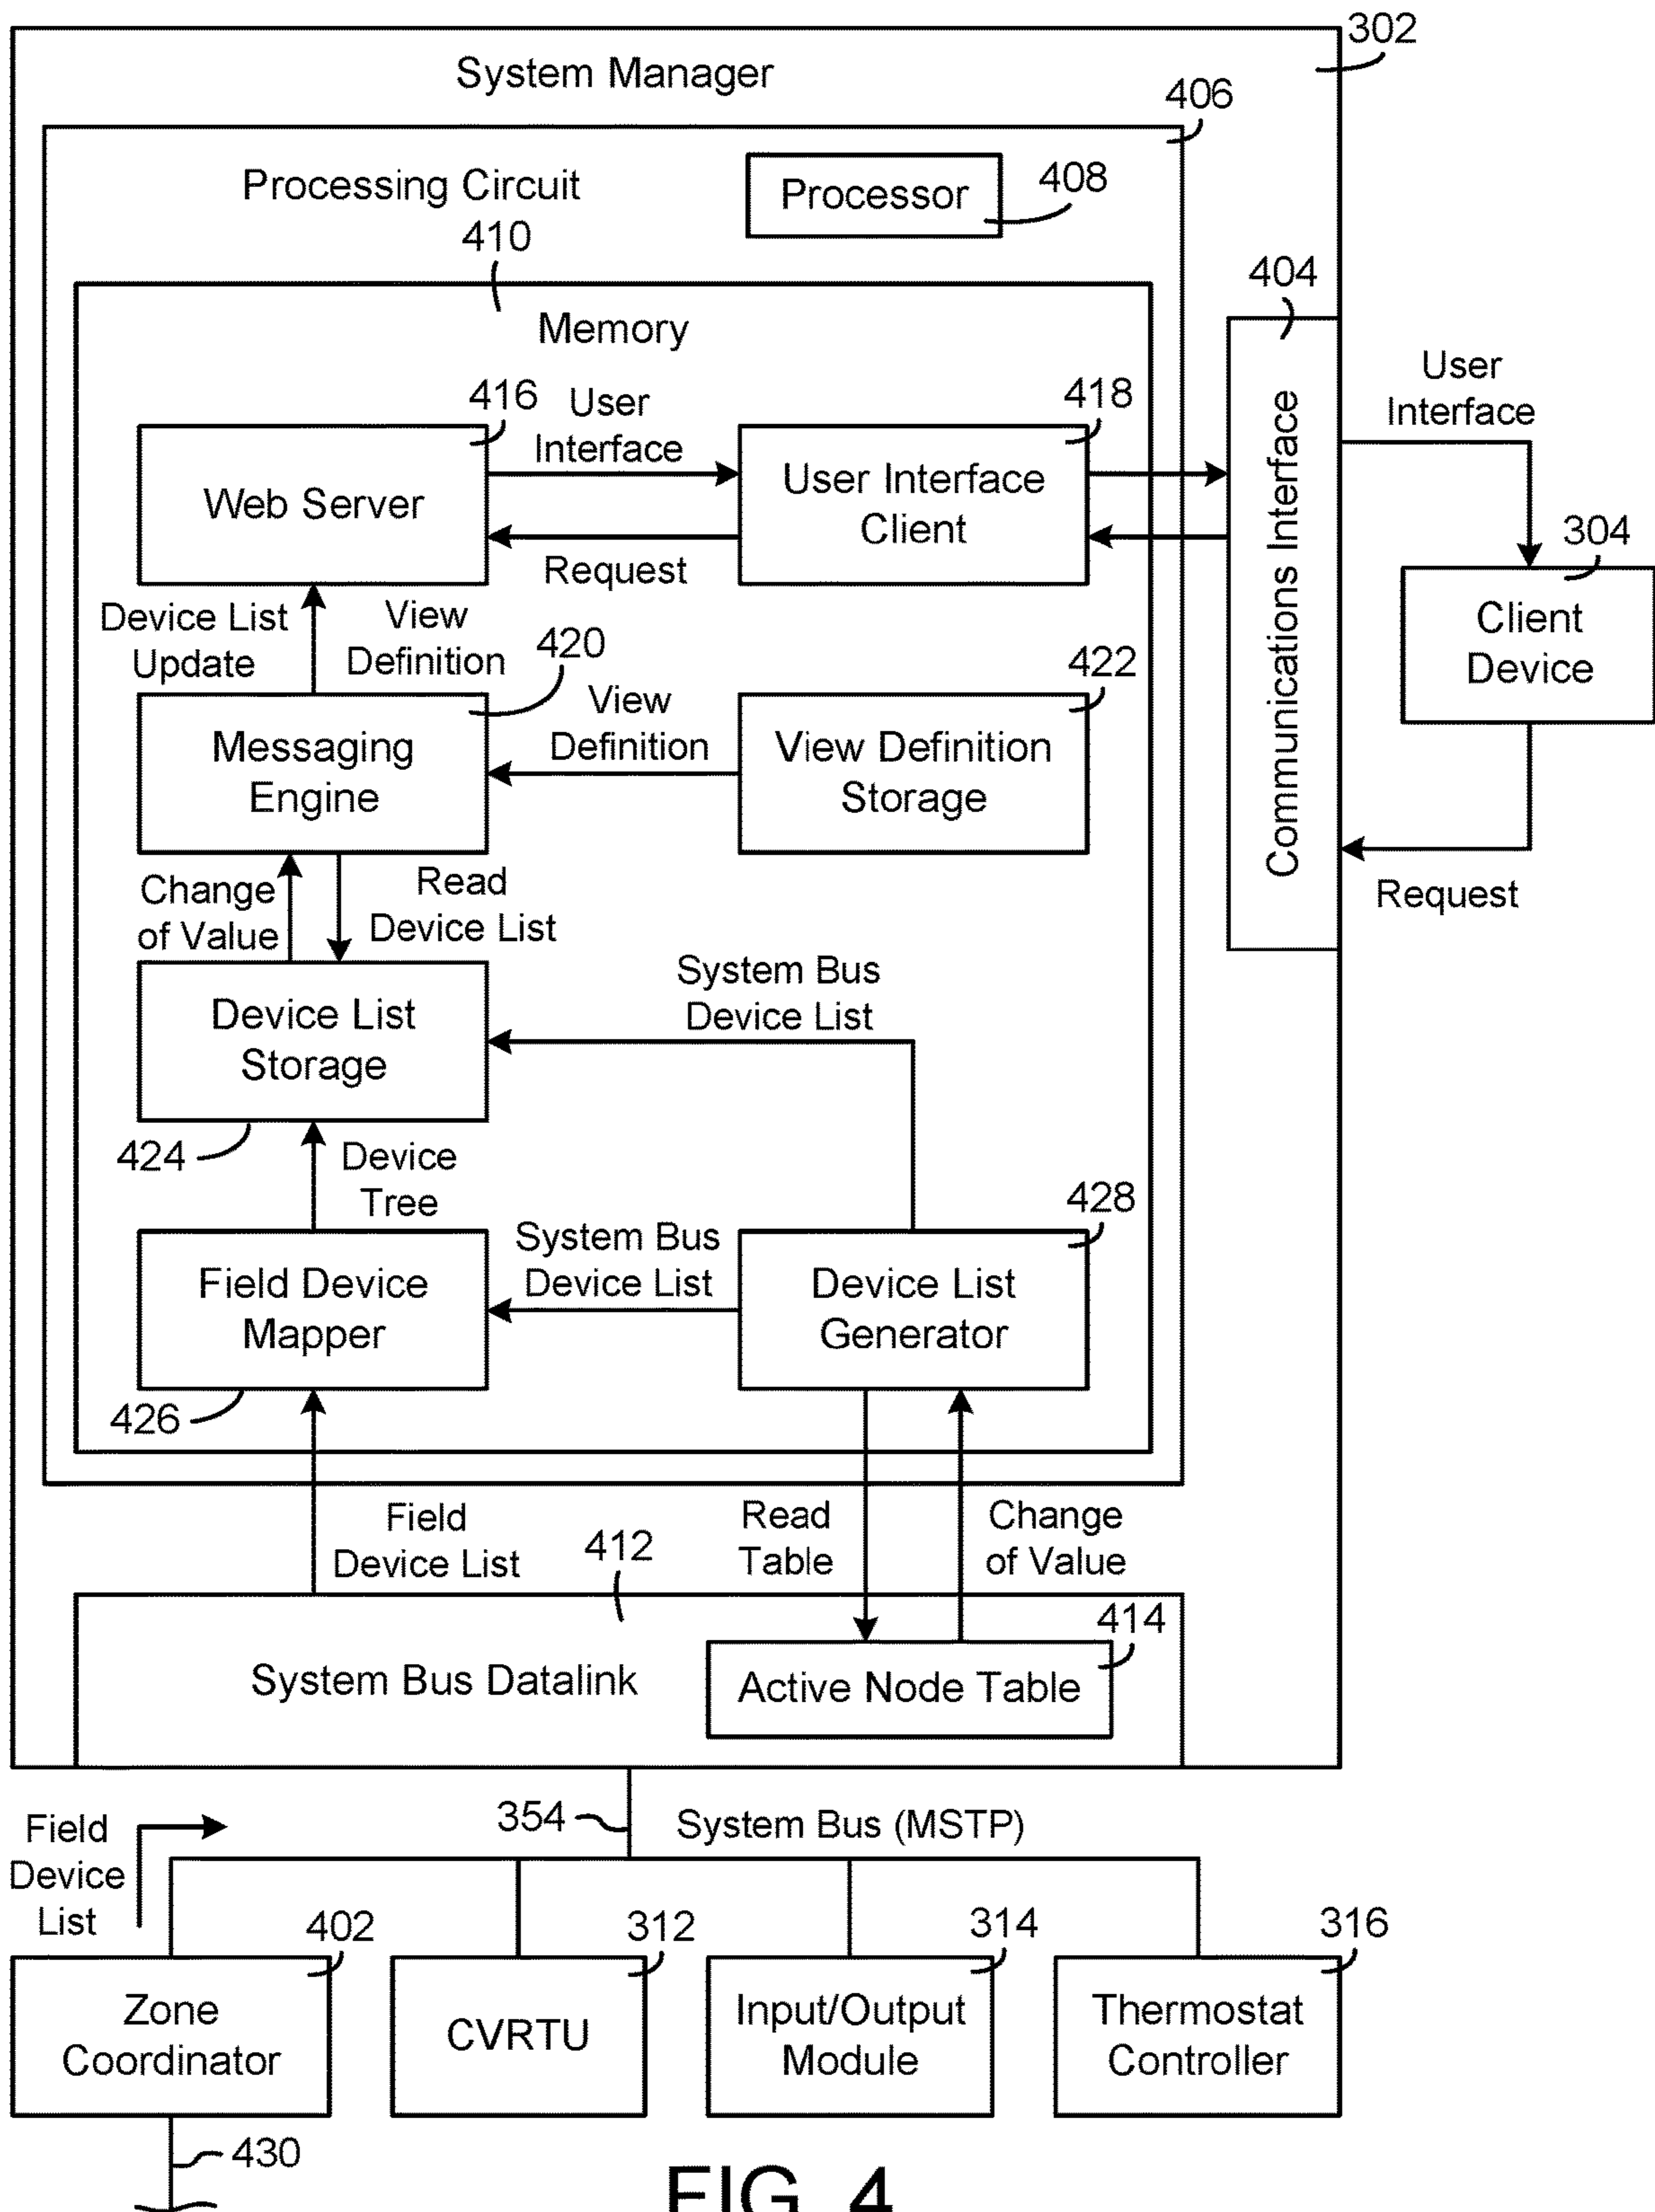 302
System Manager
406
Processing Circuit
Processor
408
410
404
Memory
416
User
Interface
418
User
Interface
Web Server
User Interface
Client
Communications Interface
Request
304
Client
Device
Device List
Update
View
Definition
420
422
View
Definition
Messaging
Engine
View Definition
Storage
Change
of Value
Read
Device List
Request
System Bus
Device List
Device List
Storage
424
Device
Tree
428
System Bus
Device List
Field Device
Mapper
Device List
Generator
426
Field
Device List
412
Read
Table
Change
of Value
414
System Bus Datalink
Active Node Table
354
System Bus (MSTP)
Field
Device
List
402
312
314
316
Zone
Coordinator
CVRTU
Input/Output
Module
Thermostat
Controller
430
FIG. 4